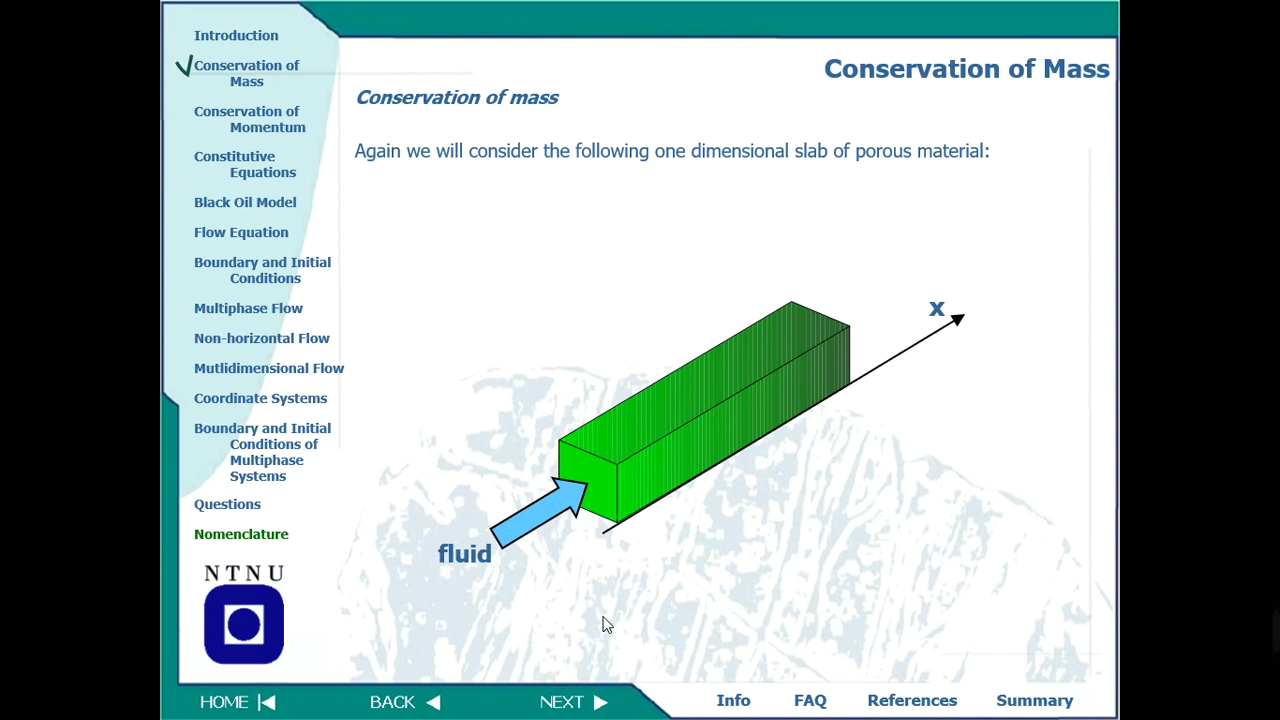 Introduction
Conservation of
Mass
Conservation of
Momentum
Constitutive
Equations
Black Oil Model
Flow Equation
Boundary and Initial
Conditions
Multiphase Flow
Non-horizontal Flow
Mutlidimensional Flow
Coordinate Systems
Boundary and Initial
Conditions of
Multiphase
Systems
Questions
Nomenclature
NTNU
Conservation of Mass
Conservation of mass
Again we will consider the following one dimensional slab of porous material:
x
fluid
HOME
BACK
NEXT
Info
FAQ
References
Summary